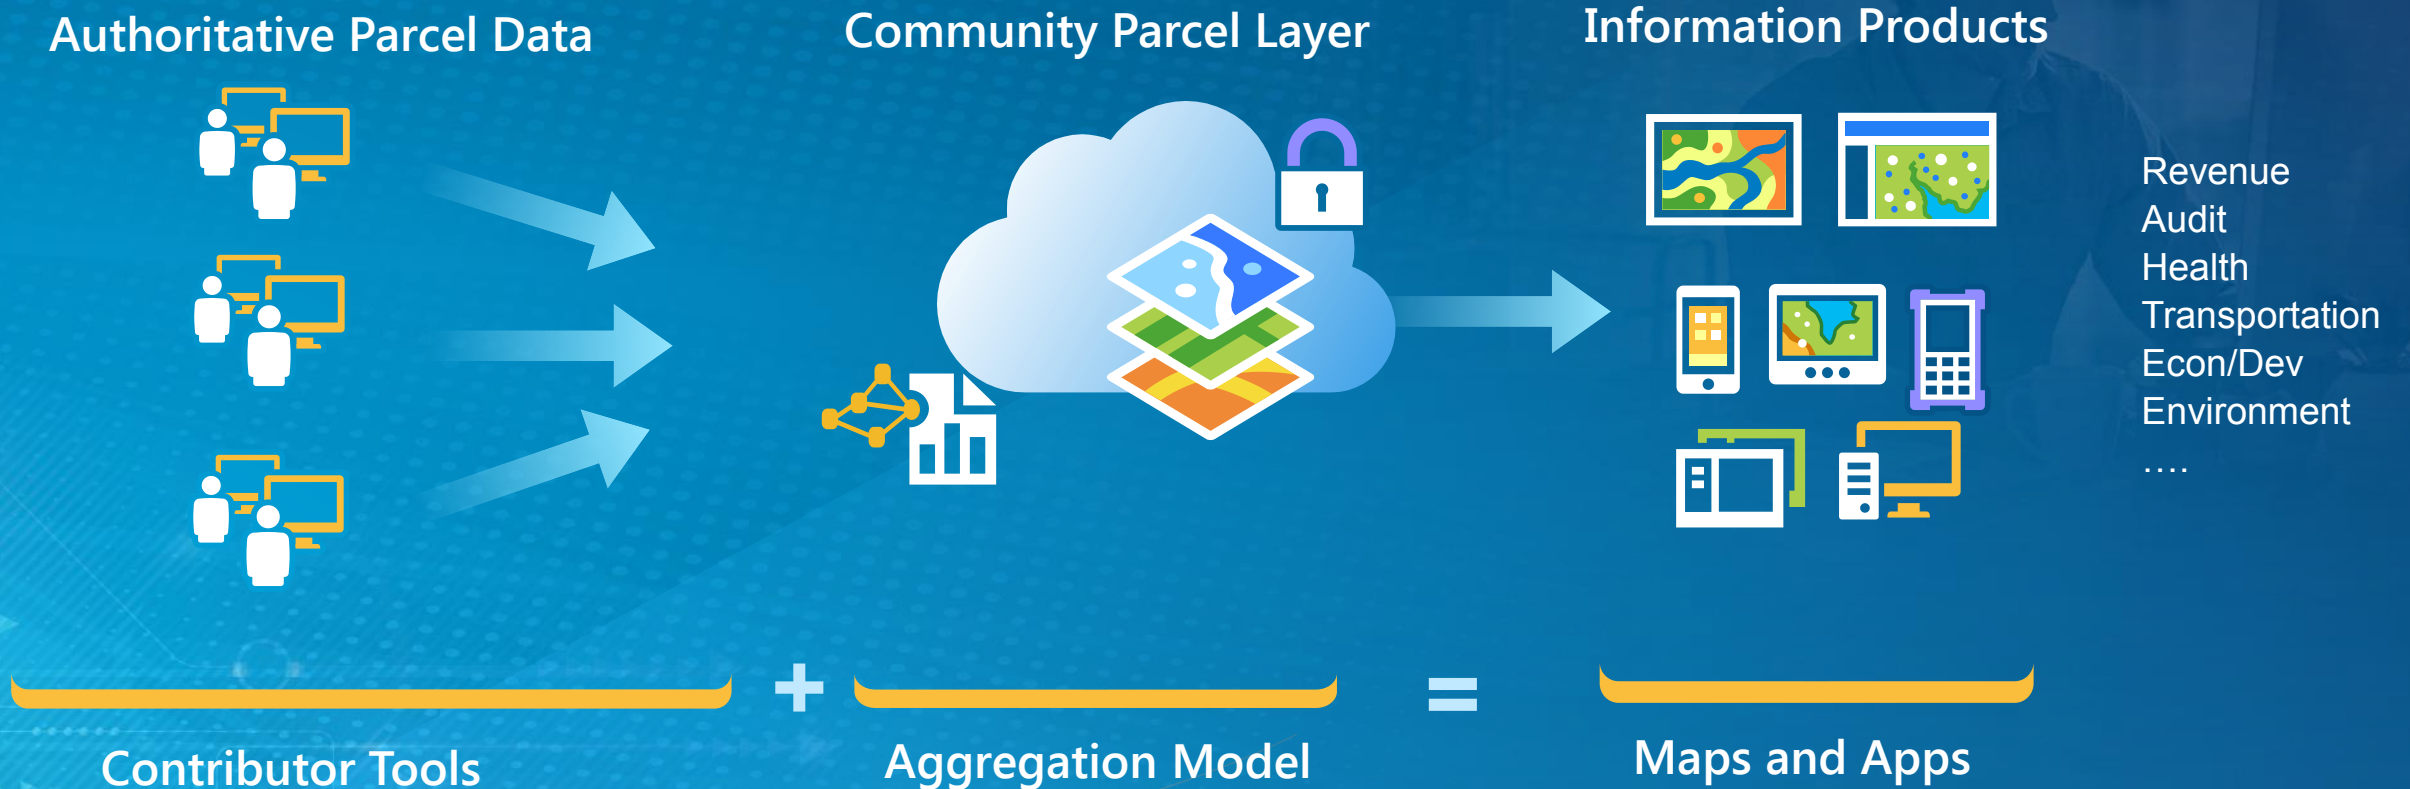 Authoritative Parcel Data
Community Parcel Layer
Information Products
Revenue
Audit
Health
Transportation
Econ/Dev
Environment
....
+
=
Contributor Tools
Aggregation Model
Maps and Apps